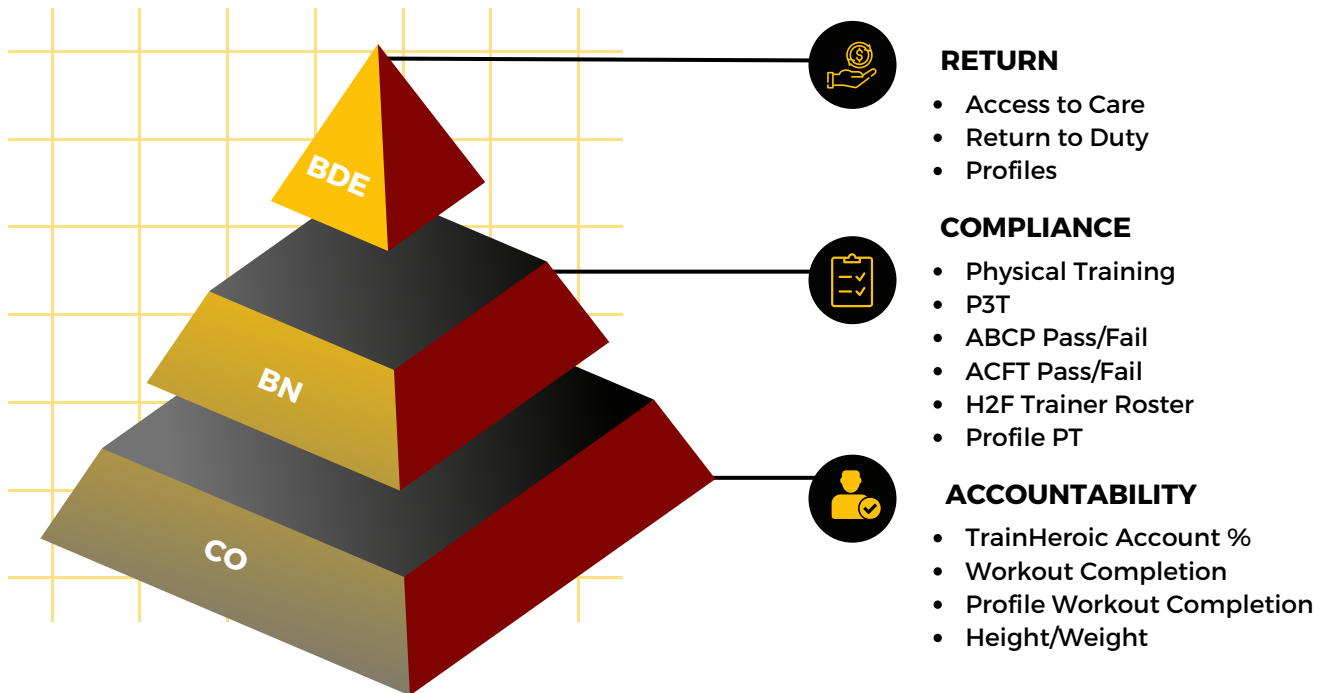 BDE
BN
CO
RETURN
• Access to Care
• Return to Duty
• Profiles
COMPLIANCE
• Physical Training
• P3T
• ABCP Pass/Fail
• ACFT Pass/Fail
• H2F Trainer Roster
• Profile PT
ACCOUNTABILITY
• TrainHeroic Account %
• Workout Completion
• Profile Workout Completion
• Height/Weight